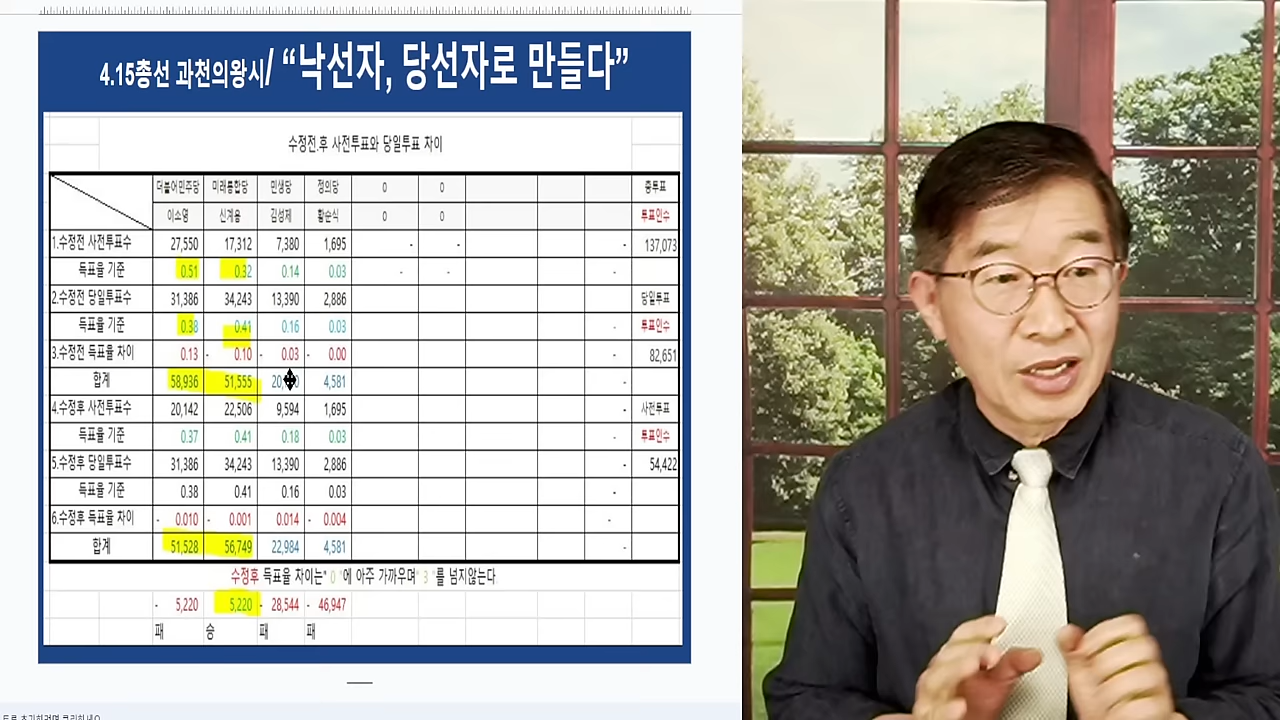 4.15총선 과천의왕시/ “낙선자, 당선자로 만들다”
수정전.후 사전투표와 당일투표 차이
더불어민주당 미래통합당 민생당 정의당 0 0 총투표
이소영 신계용 김성제 황순식 0 0 투표인수
1.수정전 사전투표수 27,550 17,312 7,380 1,695 - - - 137,073
득표율 기준 0.51 0.32 0.14 0.03 - - -
2.수정전 당일투표수 31,386 34,243 13,390 2,886 당일투표
득표율 기준 0.38 0.41 0.16 0.03 - 투표인수
3.수정전 득표율 차이 0.13 - 0.10 - 0.03 - 0.00 82,651
합계 58,936 51,555 4,581 -
4.수정후 사전투표수 20,142 22,506 9,594 1,695 - 사전투표
득표율 기준 0.37 0.41 0.18 0.03 - 투표인수
5.수정후 당일투표수 31,386 34,243 13,390 2,886 - 54,422
득표율 기준 0.38 0.41 0.16 0.03 -
6.수정후 득표율 차이 - 0.010 - 0.001 0.014 - 0.004 -
합계 51,528 56,749 22,984 4,581 -
수정후 득표율 차이는" 0 "에 아주 가까우며" 3 "를 넘지않는다.
- 5,220 5,220 - 28,544 - 46,947
패 승 패 패